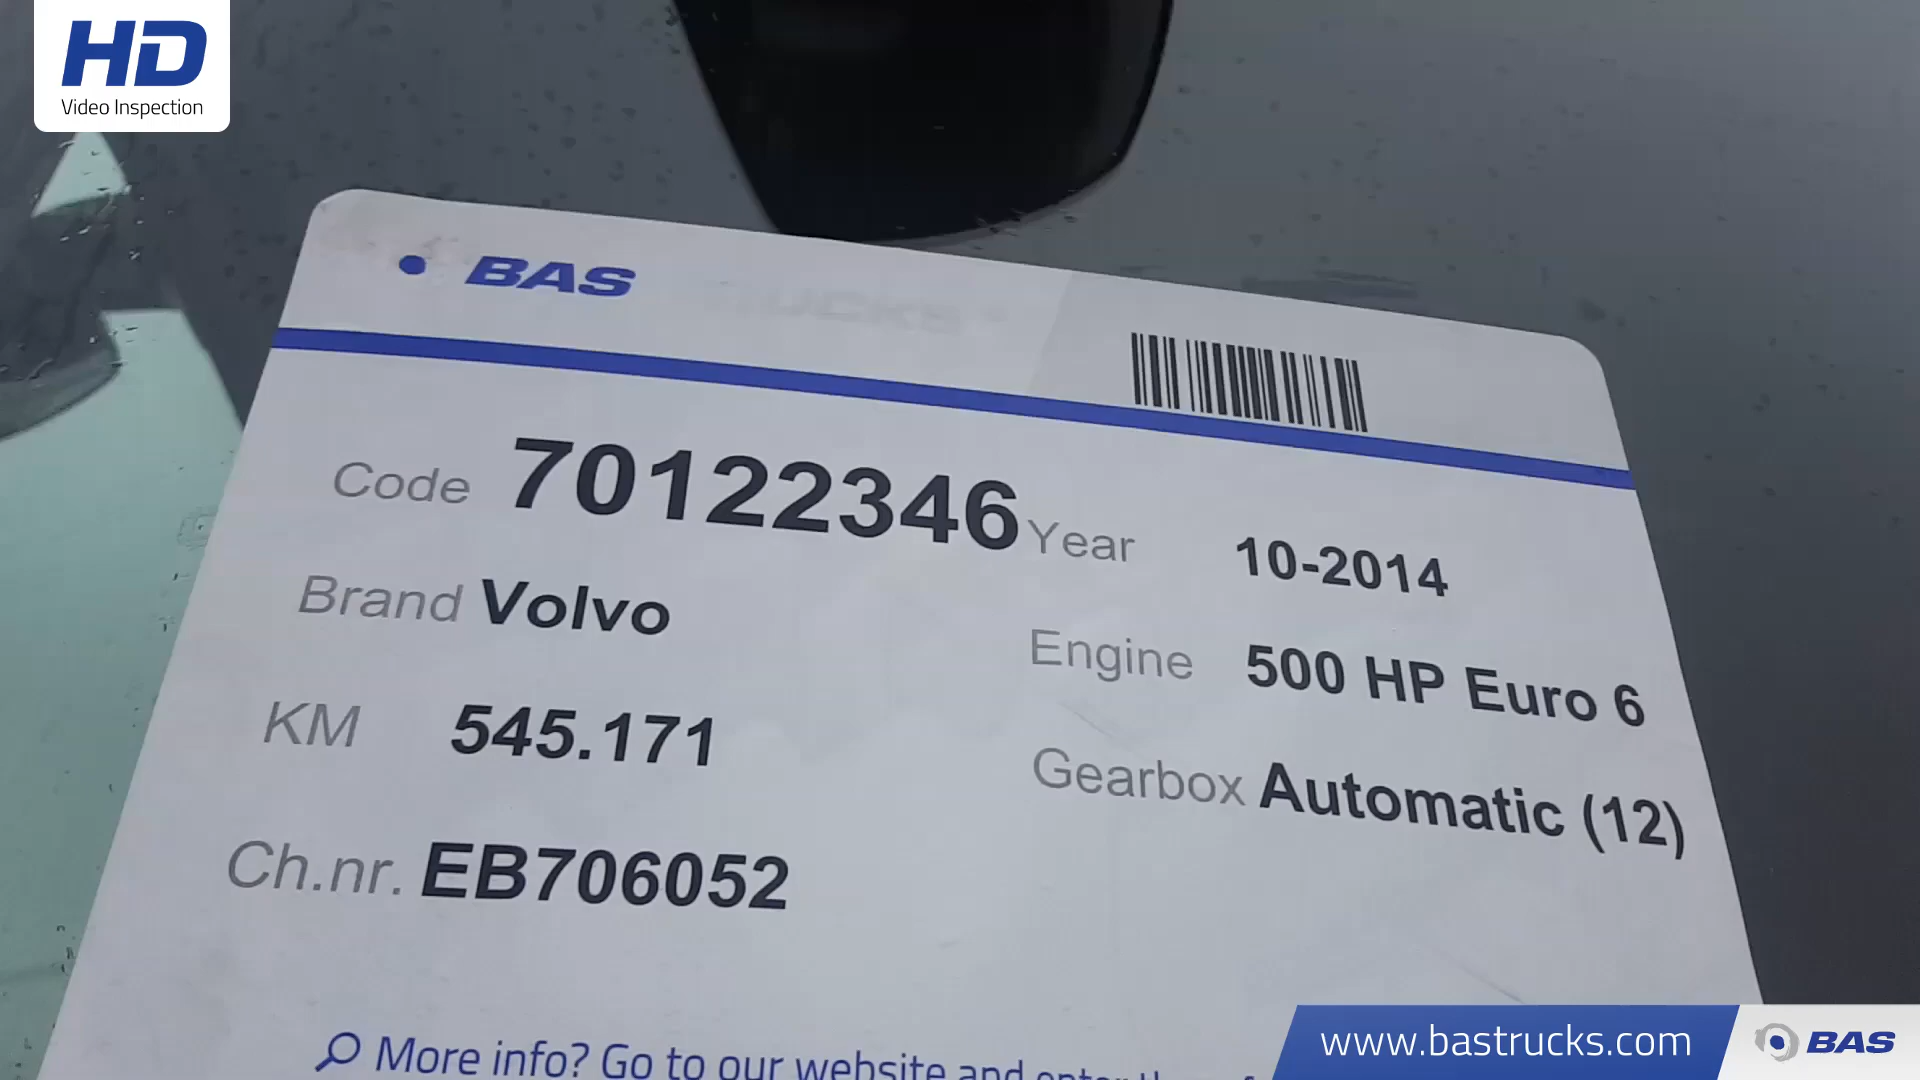 HD
Video Inspection
BAS
Code 70122346 Year 10-2014
Brand Volvo
Engine 500 HP Euro 6
KM 545.171
Gearbox Automatic (12)
Ch.nr. EB706052
More info? Go to our website and
www.bastrucks.com
BAS